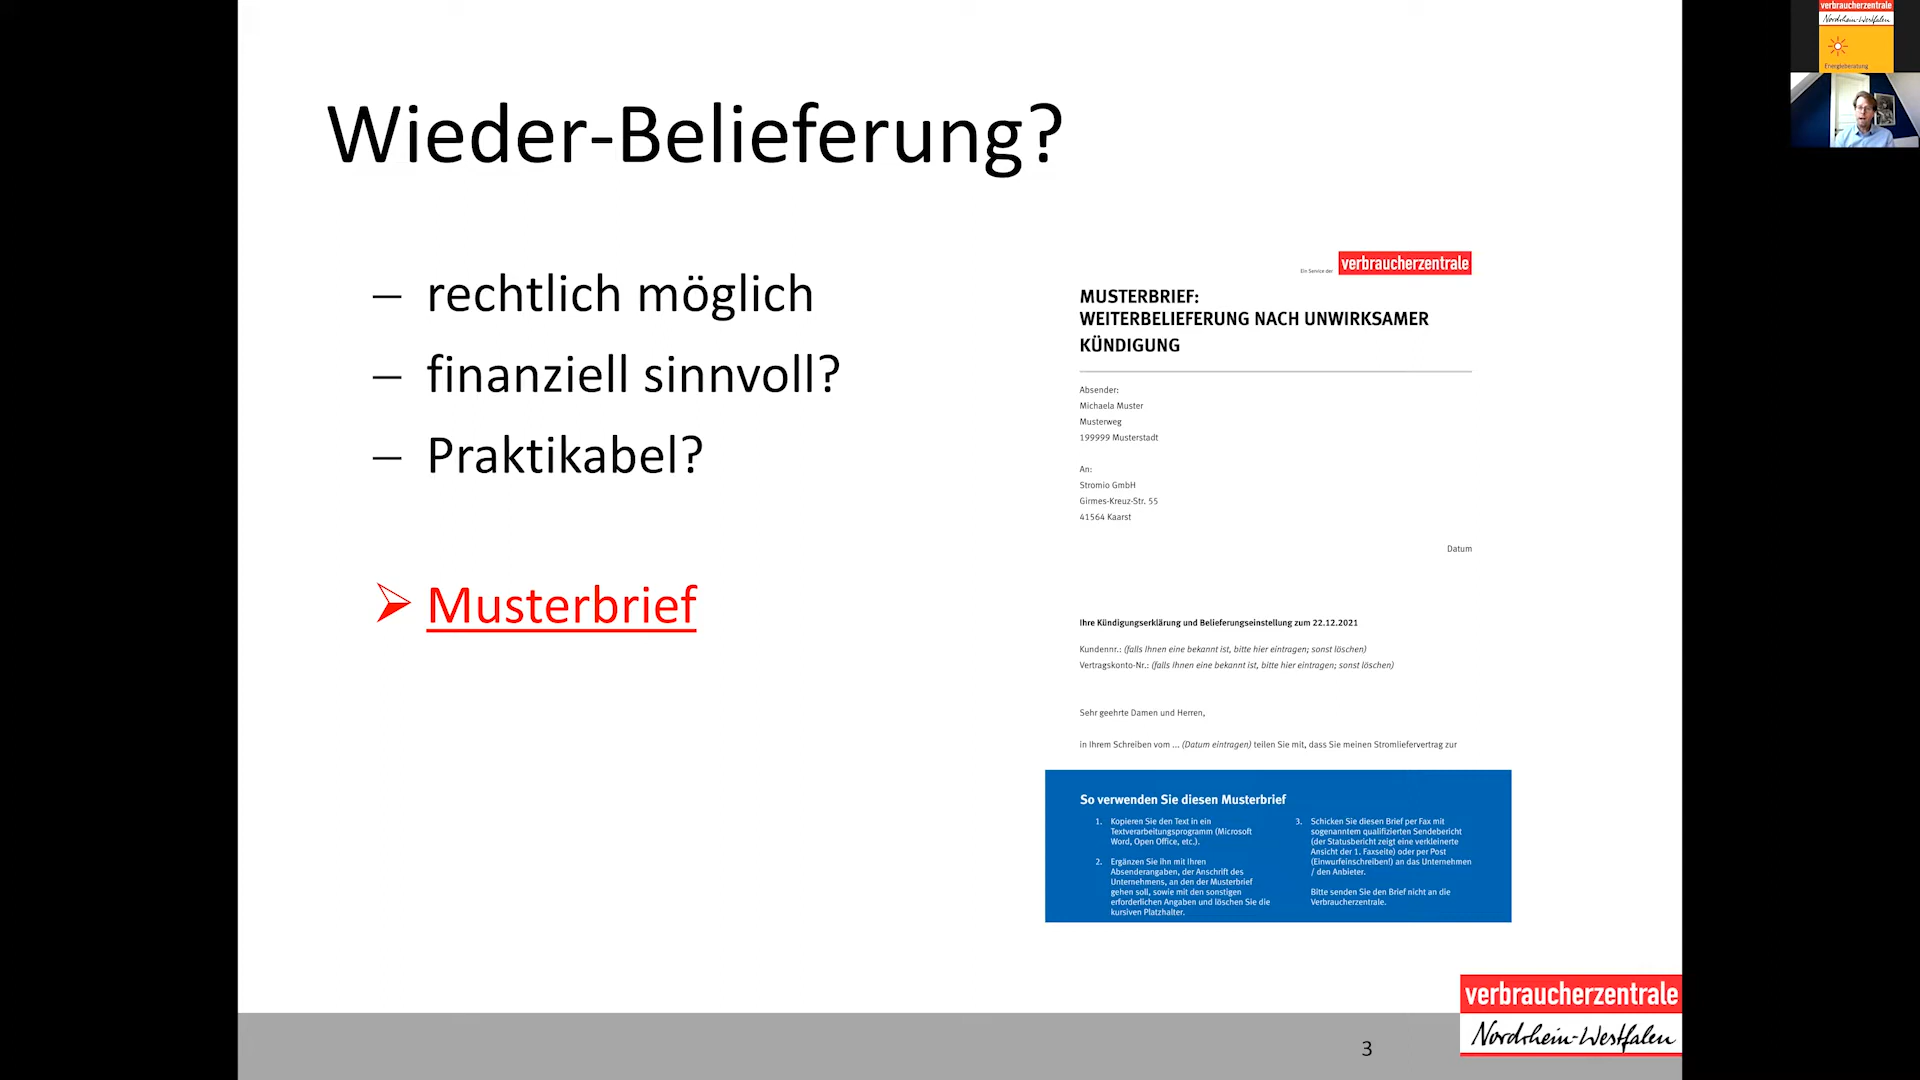 Wieder-Belieferung?
– rechtlich möglich
– finanziell sinnvoll?
– Praktikabel?
➢ Musterbrief
Ein Service der
verbraucherzentrale
MUSTERBRIEF:
WEITERBELIEFERUNG NACH UNWIRKSAMER
KÜNDIGUNG
Absender:
Michaela Muster
Musterweg
199999 Musterstadt
An:
Stromio GmbH
Girmes-Kreuz-Str. 55
41564 Kaarst
Datum
Ihre Kündigungserklärung und Belieferungseinstellung zum 22.12.2021
Kundennr.: (falls Ihnen eine bekannt ist, bitte hier eintragen; sonst löschen)
Vertragskonto-Nr.: (falls Ihnen eine bekannt ist, bitte hier eintragen; sonst löschen)
Sehr geehrte Damen und Herren,
in Ihrem Schreiben vom ... (Datum eintragen) teilen Sie mit, dass Sie meinen Stromliefervertrag zur
So verwenden Sie diesen Musterbrief
1. Kopieren Sie den Text in ein
Textverarbeitungsprogramm (Microsoft
Word, Open Office, etc.).
2. Ergänzen Sie ihn mit Ihren
Absenderangaben, der Anschrift des
Unternehmens, an den der Musterbrief
gehen soll, sowie mit den sonstigen
erforderlichen Angaben und löschen Sie die
kursiven Platzhalter.
3. Schicken Sie diesen Brief per Fax mit
sogenanntem qualifizierten Sendebericht
(der Statusbericht zeigt eine verkleinerte
Ansicht der 1. Faxseite) oder per Post
(Einwurfeinschreiben!) an das Unternehmen
/ den Anbieter.
Bitte senden Sie den Brief nicht an die
Verbraucherzentrale.
3
verbraucherzentrale
Nordrhein-Westfalen
verbraucherzentrale
Nordrhein-Westfalen
Energieberatung